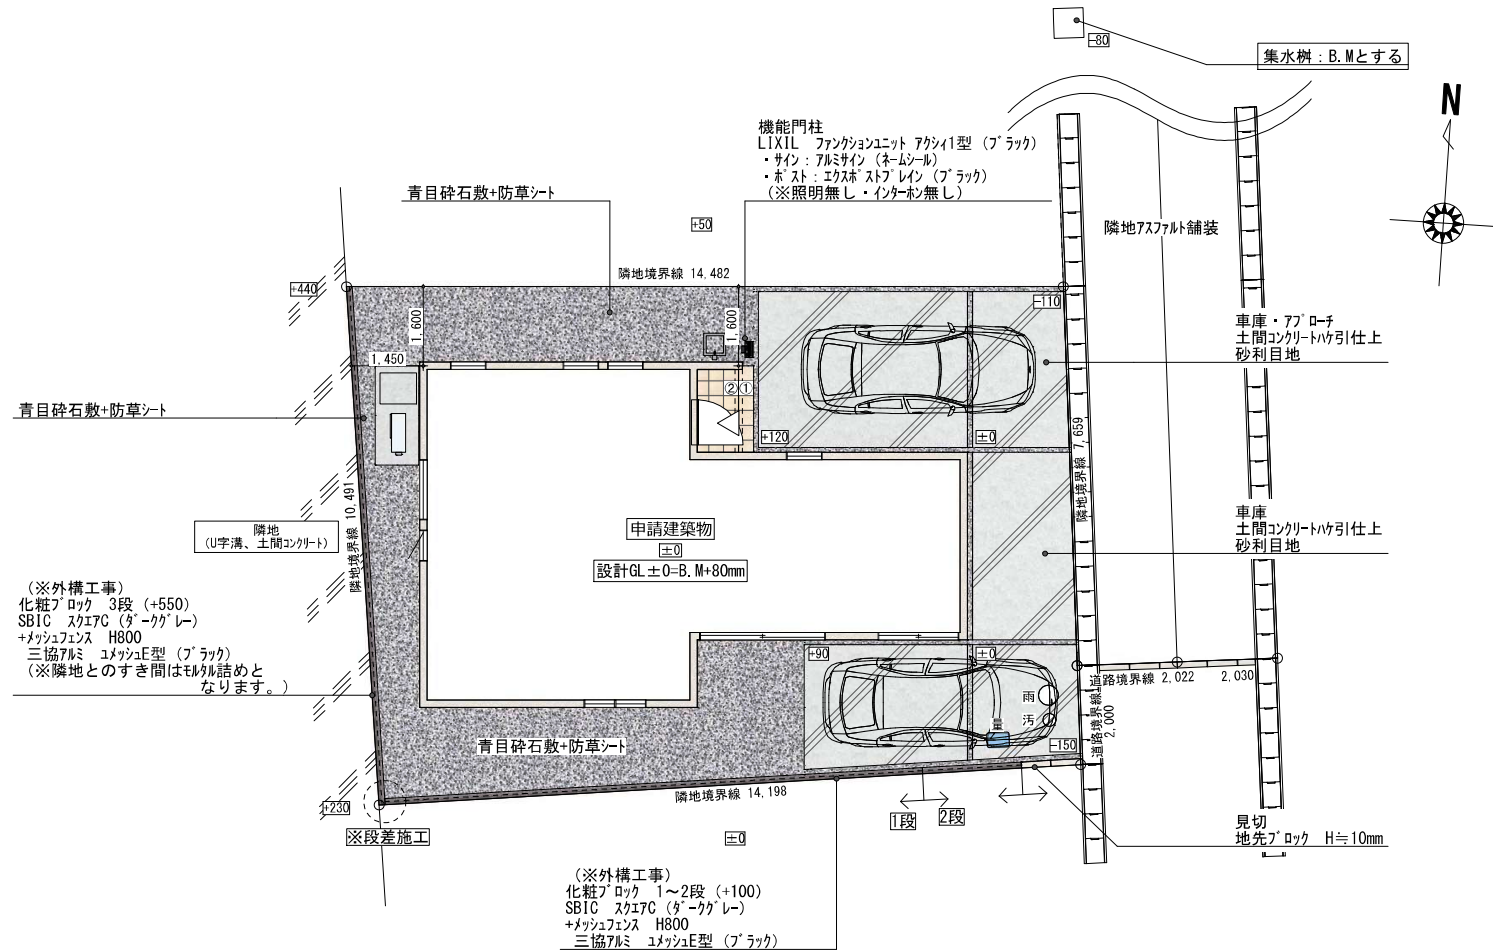 -80
集水桝：B.Mとする
N
機能門柱
LIXIL ファンクションユニット アクシィ1型（ブラック）
・サイン：アルミサイン（ネームシール）
・ポスト：エクスポストプレイン（ブラック）
（※照明無し・インターホン無し）
青目砕石敷+防草シート
+50
隣地アスファルト舗装
隣地境界線 14,482
+440
-110
1,600
1,600
1,450
車庫・アプローチ
土間コンクリートハケ引仕上
砂利目地
②①
青目砕石敷+防草シート
+120
±0
隣地境界線 7,659
隣地境界線 10,491
隣地
（U字溝、土間コンクリート）
申請建築物
±0
設計GL±0=B.M+80mm
車庫
土間コンクリートハケ引仕上
砂利目地
（※外構工事）
化粧ブロック 3段（+550）
SBIC スクエアC（ダークグレー）
+メッシュフェンス H800
三協アルミ ユメッシュE型（ブラック）
（※隣地とのすき間はモルタル詰めと
なります。）
+90
±0
道路境界線 2,022
2,030
雨
汚
量
道路境界線 2,000
-150
青目砕石敷+防草シート
隣地境界線 14,198
+230
※段差施工
1段
2段
±0
見切
地先ブロック H≒10mm
（※外構工事）
化粧ブロック 1～2段（+100）
SBIC スクエアC（ダークグレー）
+メッシュフェンス H800
三協アルミ ユメッシュE型（ブラック）